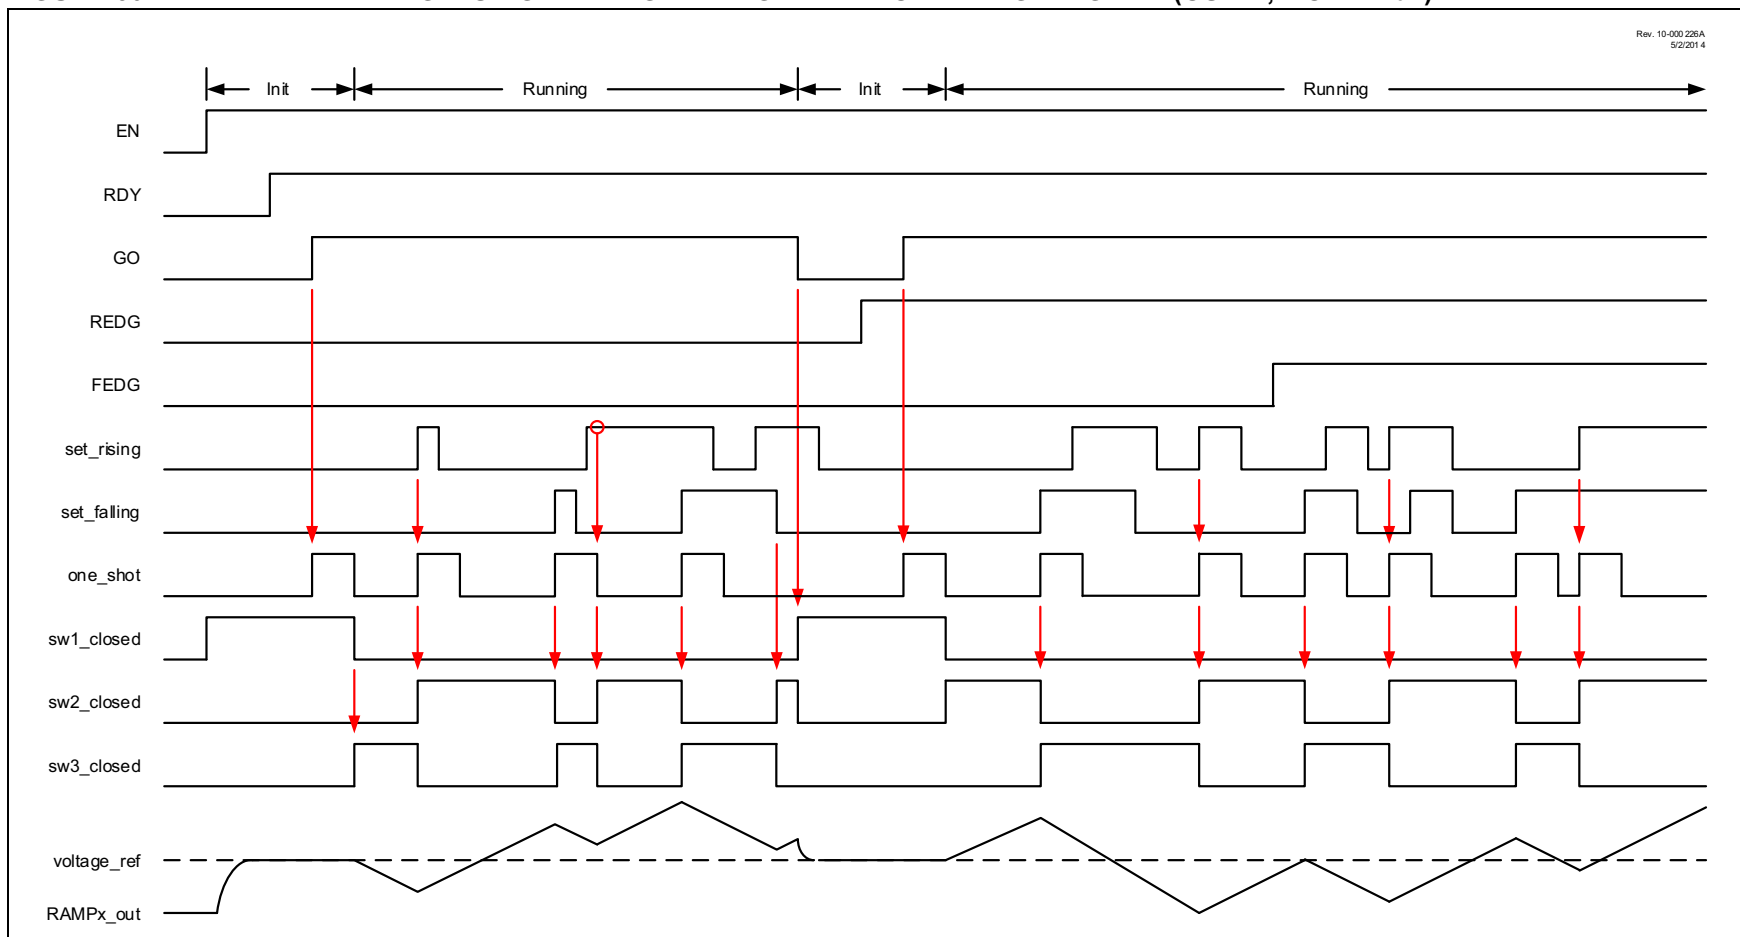 Rev. 10-000 226A
5/2/2014
Init
Running
Init
Running
EN
RDY
GO
REDG
FEDG
set_rising
set_falling
one_shot
sw1_closed
sw2_closed
sw3_closed
voltage_ref
RAMPx_out